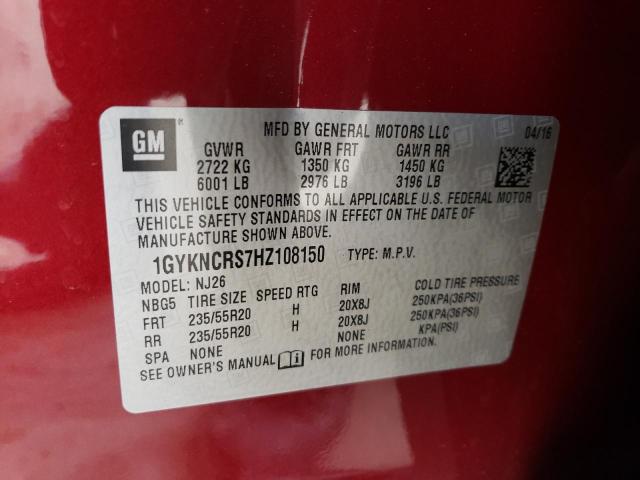 GM
MFD BY GENERAL MOTORS LLC 04/16
GVWR GAWR FRT GAWR RR
2722 KG 1350 KG 1450 KG
6001 LB 2976 LB 3196 LB
THIS VEHICLE CONFORMS TO ALL APPLICABLE U.S. FEDERAL MOTOR
VEHICLE SAFETY STANDARDS IN EFFECT ON THE DATE OF
MANUFACTURE SHOWN ABOVE.
1GYKNCRS7HZ108150 TYPE: M.P.V.
MODEL: NJ26
NBG5 TIRE SIZE SPEED RTG RIM COLD TIRE PRESSURE
FRT 235/55R20 H 20X8J 250KPA(36PSI)
RR 235/55R20 H 20X8J 250KPA(36PSI)
SPA NONE NONE KPA(PSI)
SEE OWNER'S MANUAL FOR MORE INFORMATION.